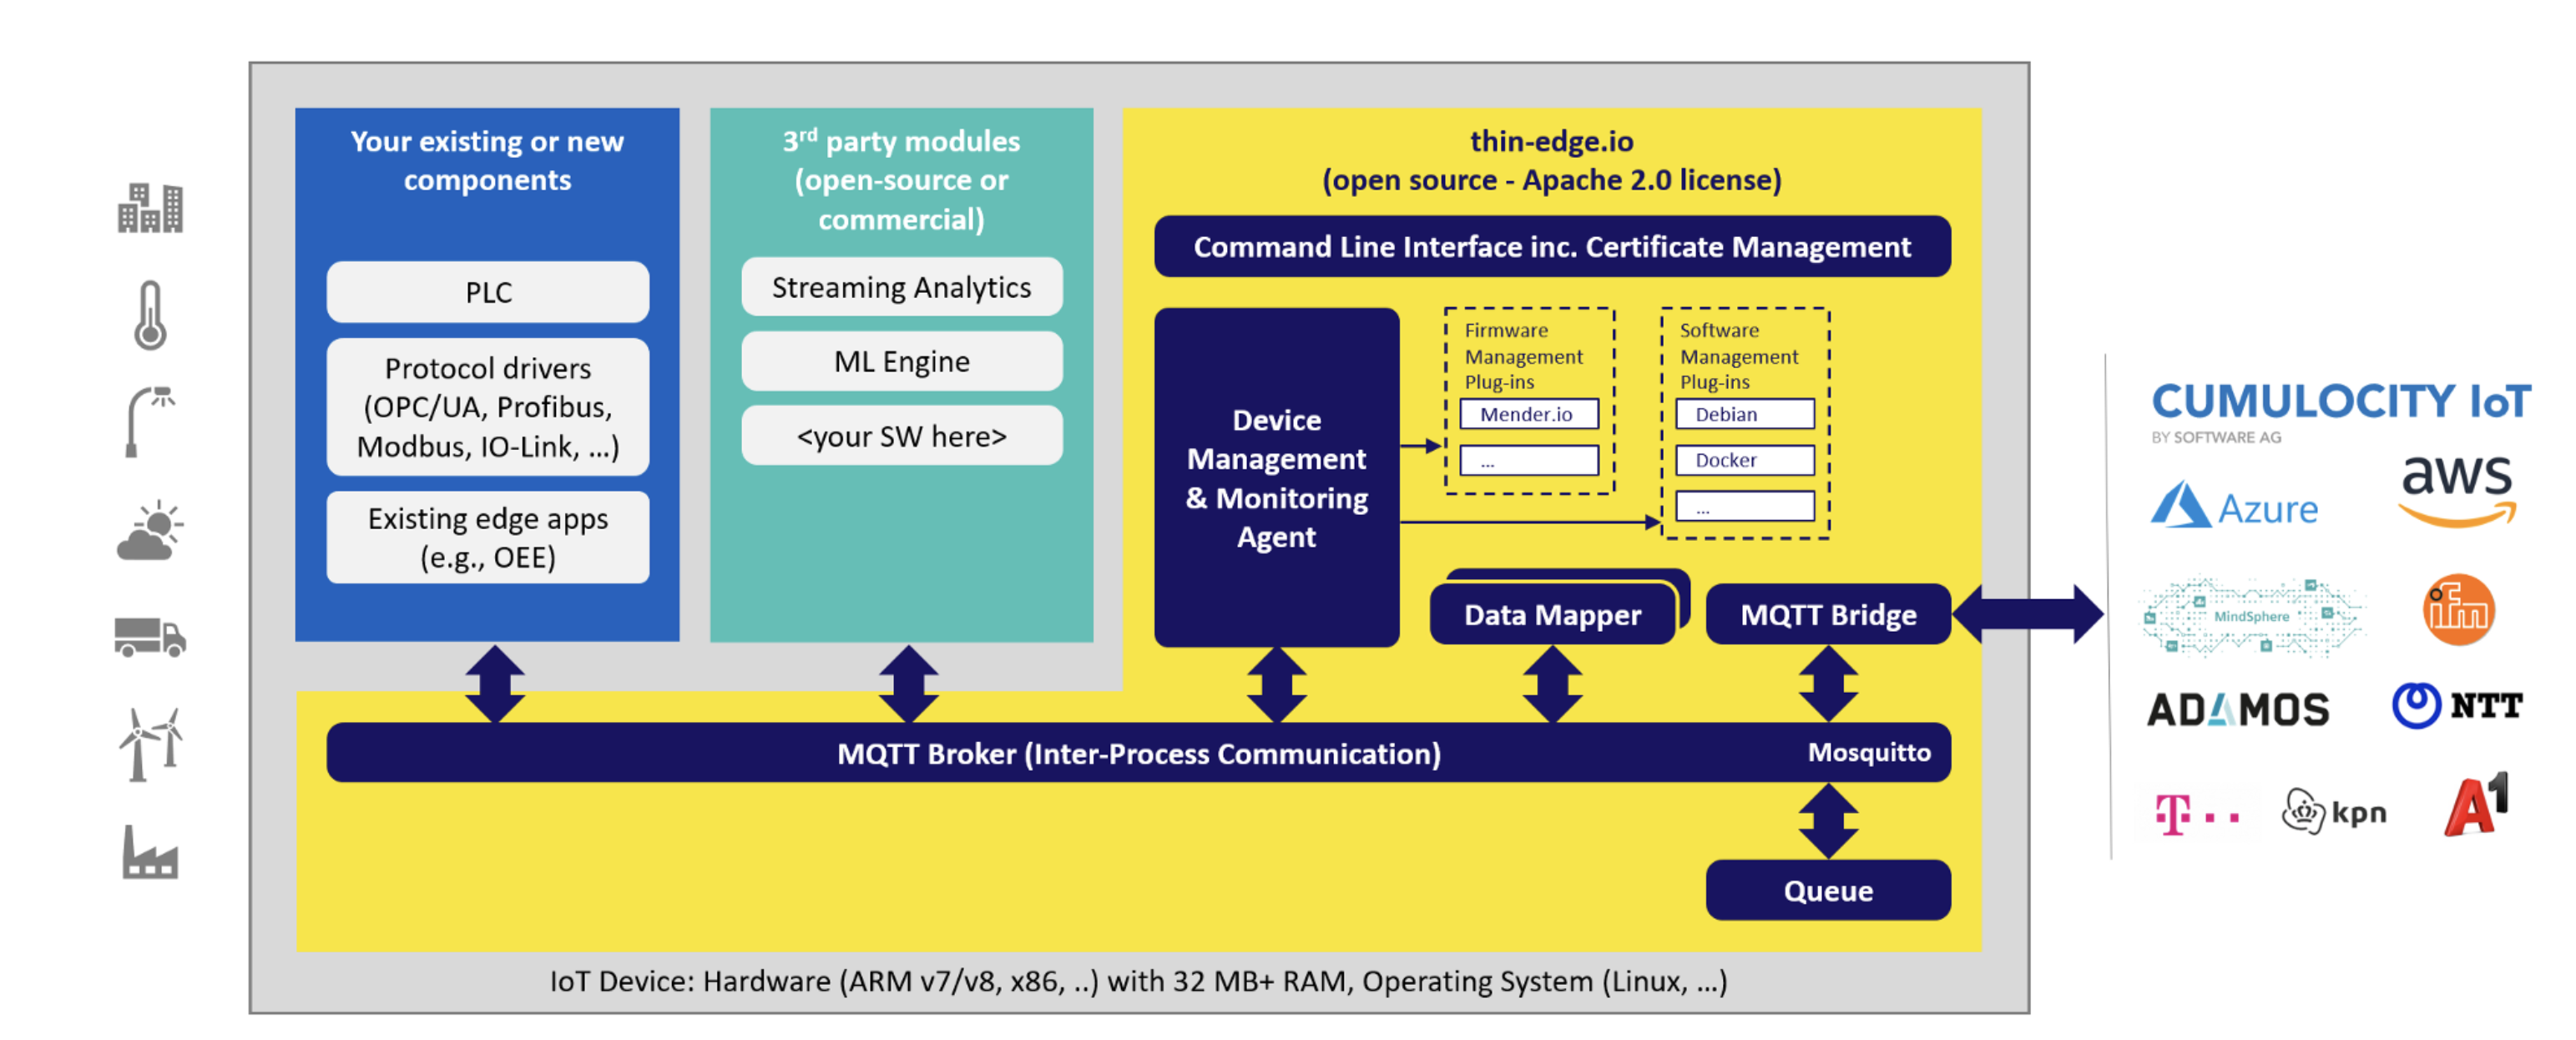 Your existing or new
components
PLC
Protocol drivers
(OPC/UA, Profibus,
Modbus, IO-Link, ...)
Existing edge apps
(e.g., OEE)
3rd party modules
(open-source or
commercial)
Streaming Analytics
ML Engine
<your SW here>
thin-edge.io
(open source - Apache 2.0 license)
Command Line Interface inc. Certificate Management
Device
Management
& Monitoring
Agent
Firmware
Management
Plug-ins
Mender.io
...
Software
Management
Plug-ins
Debian
Docker
...
Data Mapper
MQTT Bridge
MQTT Broker (Inter-Process Communication)
Mosquitto
Queue
IoT Device: Hardware (ARM v7/v8, x86, ..) with 32 MB+ RAM, Operating System (Linux, ...)
CUMULOCITY IoT
BY SOFTWARE AG
Azure
aws
MindSphere
ifm
ADAMOS
NTT
T
kpn
A1